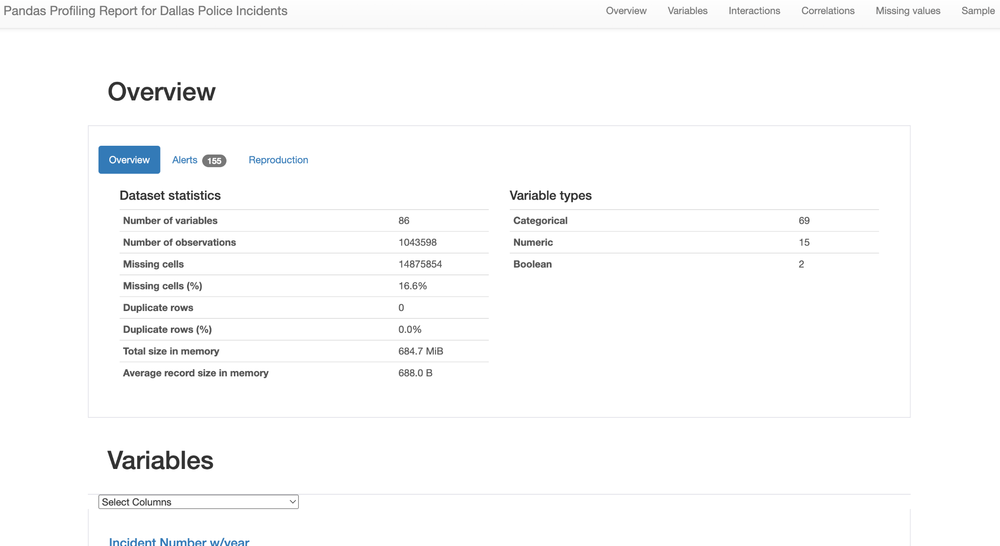 Pandas Profiling Report for Dallas Police Incidents Overview Variables Interactions Correlations Missing values Sample
Overview
Overview Alerts 155 Reproduction
Dataset statistics
Number of variables 86
Number of observations 1043598
Missing cells 14875854
Missing cells (%) 16.6%
Duplicate rows 0
Duplicate rows (%) 0.0%
Total size in memory 684.7 MiB
Average record size in memory 688.0 B
Variable types
Categorical 69
Numeric 15
Boolean 2
Variables
Select Columns
Incident Number w/year